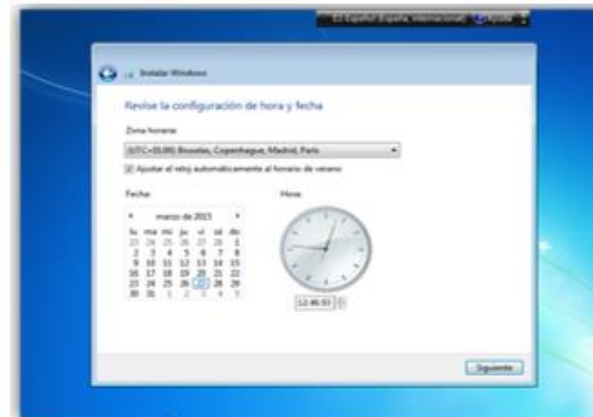 ES Español (España, internacional) Ayuda
Instalar Windows
Revise la configuración de hora y fecha
Zona horaria:
(UTC+01:00) Bruselas, Copenhague, Madrid, París
Ajustar el reloj automáticamente al horario de verano
Fecha: Hora:
marzo de 2015
lu ma mi ju vi sá do
23 24 25 26 27 28 1
2 3 4 5 6 7 8
9 10 11 12 13 14 15
16 17 18 19 20 21 22
23 24 25 26 27 28 29
30 31 1 2 3 4 5
12:46:03
Siguiente